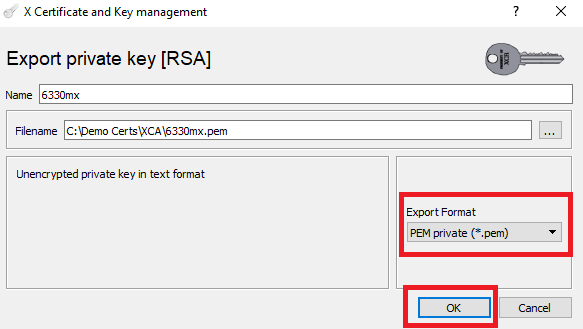 X Certificate and Key management
Export private key [RSA]
Name 6330mx
Filename C:\Demo Certs\XCA\6330mx.pem ...
Unencrypted private key in text format
Export Format
PEM private (*.pem)
OK Cancel